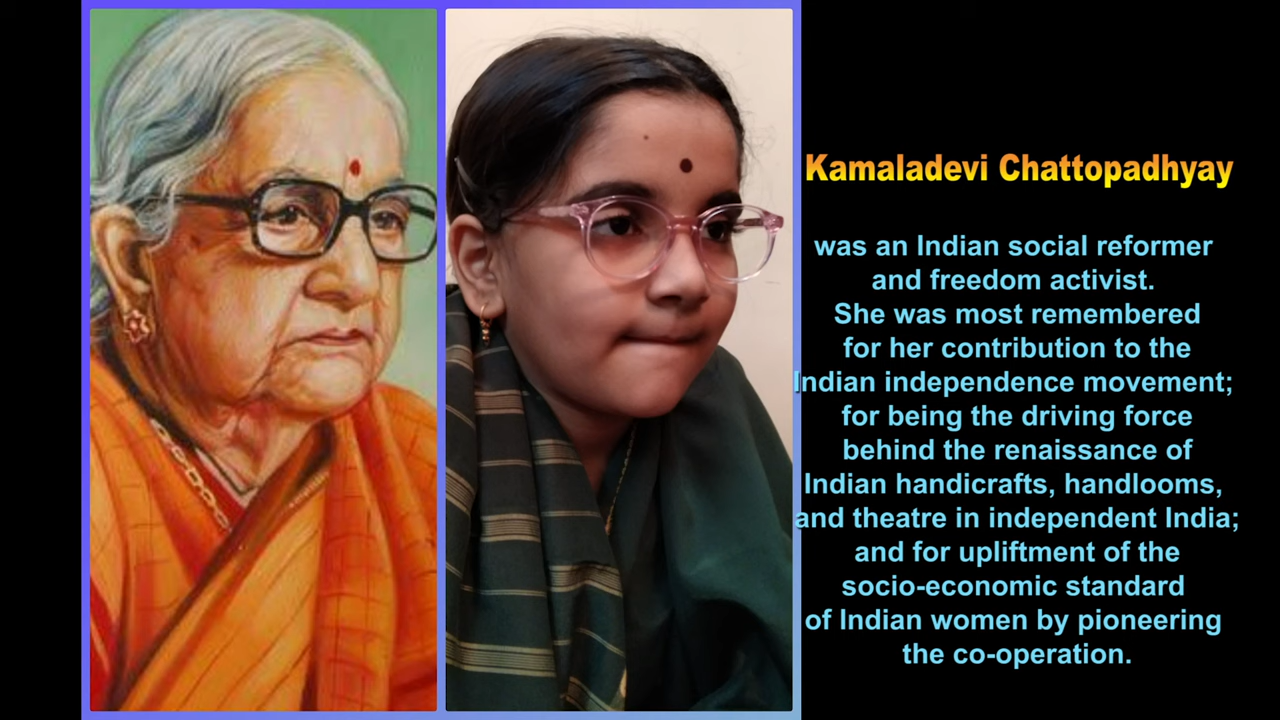 Kamaladevi Chattopadhyay
was an Indian social reformer
and freedom activist.
She was most remembered
for her contribution to the
Indian independence movement;
for being the driving force
behind the renaissance of
Indian handicrafts, handlooms,
and theatre in independent India;
and for upliftment of the
socio-economic standard
of Indian women by pioneering
the co-operation.